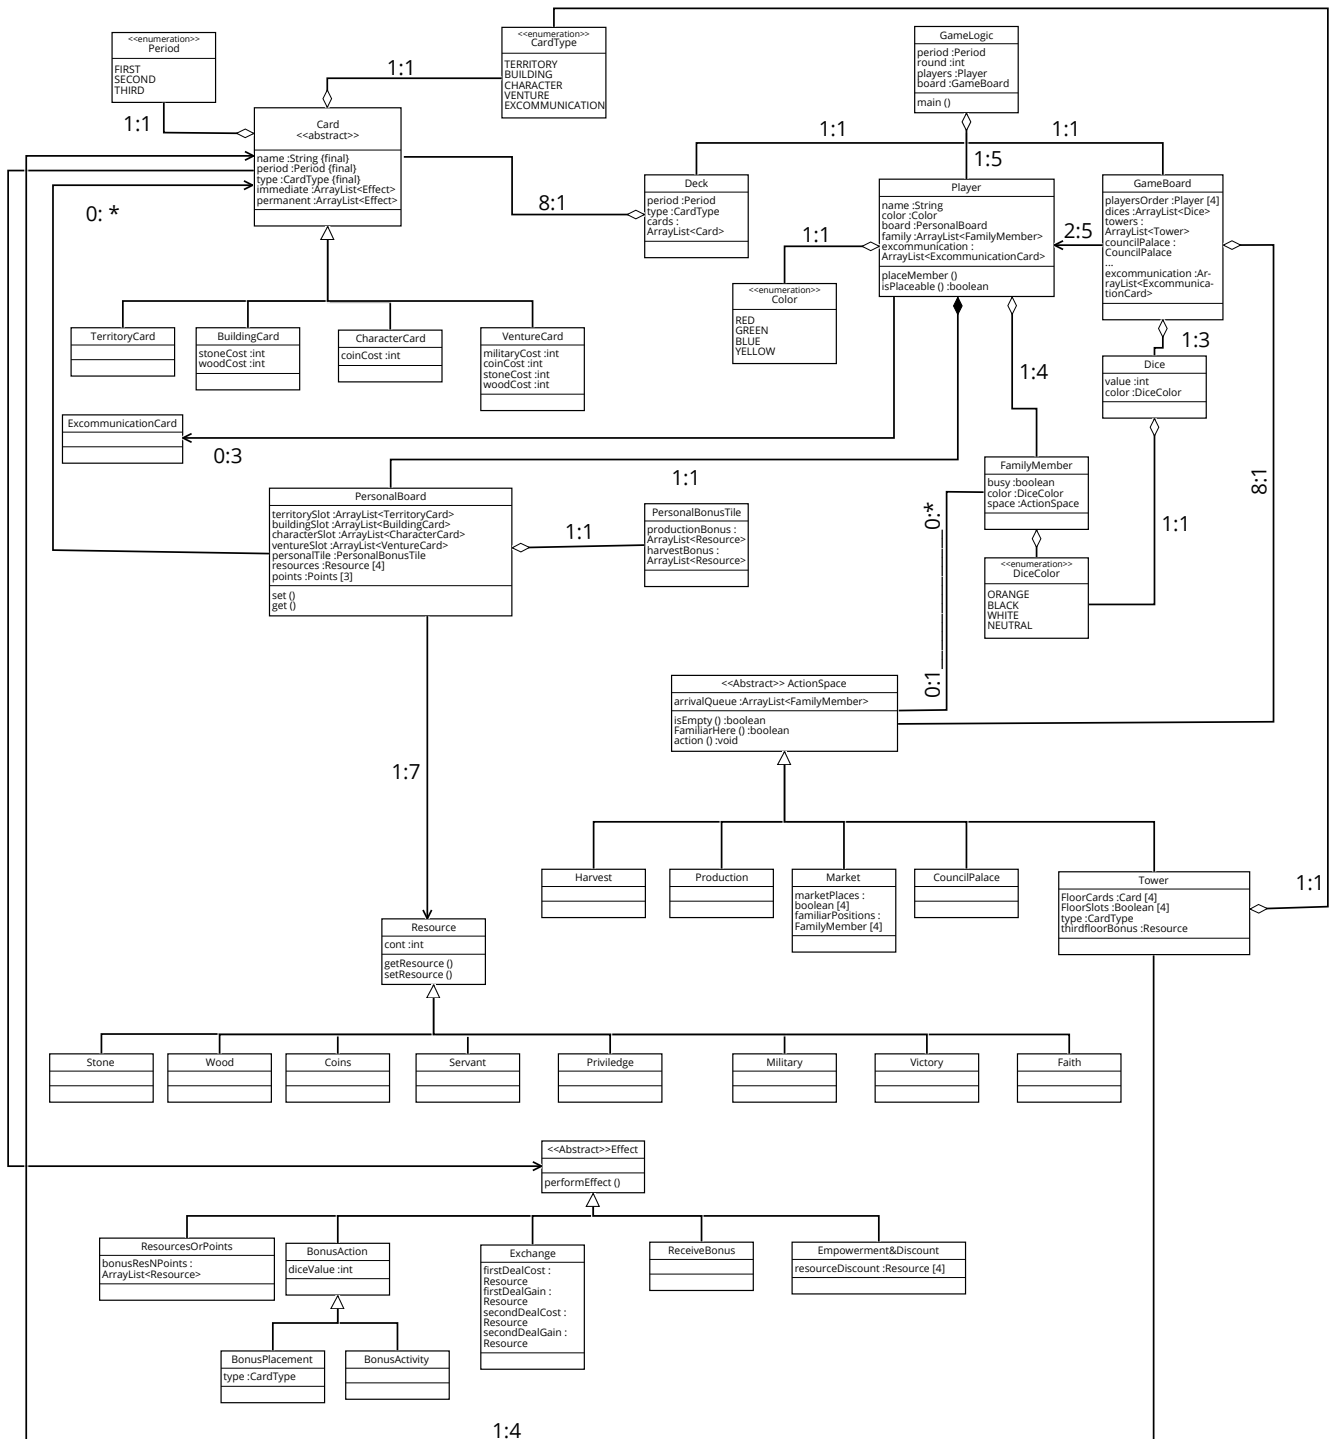 <<enumeration>>
Period
FIRST
SECOND
THIRD
<<enumeration>>
CardType
TERRITORY
BUILDING
CHARACTER
VENTURE
EXCOMMUNICATION
GameLogic
period :Period
round :int
players :Player
board :GameBoard
main ()
1:1
1:1
Card
<<abstract>>
name :String {final}
period :Period {final}
type :CardType {final}
immediate :ArrayList<Effect>
permanent :ArrayList<Effect>
1:1
1:1
1:5
0: *
8:1
Deck
period :Period
type :CardType
cards :
ArrayList<Card>
Player
name :String
color :Color
board :PersonalBoard
family :ArrayList<FamilyMember>
excommunication :
ArrayList<ExcommunicationCard>
placeMember ()
isPlaceable () :boolean
GameBoard
playersOrder :Player [4]
dices :ArrayList<Dice>
towers :
ArrayList<Tower>
councilPalace :
CouncilPalace
...
excommunication :Ar-
rayList<Excommunica-
tionCard>
2:5
1:1
<<enumeration>>
Color
RED
GREEN
BLUE
YELLOW
TerritoryCard
BuildingCard
stoneCost :int
woodCost :int
CharacterCard
coinCost :int
VentureCard
militaryCost :int
coinCost :int
stoneCost :int
woodCost :int
1:3
Dice
value :int
color :DiceColor
1:4
ExcommunicationCard
0:3
1:1
PersonalBoard
territorySlot :ArrayList<TerritoryCard>
buildingSlot :ArrayList<BuildingCard>
characterSlot :ArrayList<CharacterCard>
ventureSlot :ArrayList<VentureCard>
personalTile :PersonalBonusTile
resources :Resource [4]
points :Points [3]
set ()
get ()
1:1
PersonalBonusTile
productionBonus :
ArrayList<Resource>
harvestBonus :
ArrayList<Resource>
FamilyMember
busy :boolean
color :DiceColor
space :ActionSpace
8:1
1:1
0:1 __________ 0:*
<<enumeration>>
DiceColor
ORANGE
BLACK
WHITE
NEUTRAL
<<Abstract>> ActionSpace
arrivalQueue :ArrayList<FamilyMember>
isEmpty () :boolean
FamiliarHere () :boolean
action () :void
1:7
Harvest
Production
Market
marketPlaces :
boolean [4]
familiarPositions :
FamilyMember [4]
CouncilPalace
Tower
FloorCards :Card [4]
FloorSlots :Boolean [4]
type :CardType
thirdfloorBonus :Resource
1:1
Resource
cont :int
getResource ()
setResource ()
Stone
Wood
Coins
Servant
Priviledge
Military
Victory
Faith
<<Abstract>>Effect
performEffect ()
ResourcesOrPoints
bonusResNPoints :
ArrayList<Resource>
BonusAction
diceValue :int
Exchange
firstDealCost :
Resource
firstDealGain :
Resource
secondDealCost :
Resource
secondDealGain :
Resource
ReceiveBonus
Empowerment&Discount
resourceDiscount :Resource [4]
BonusPlacement
type :CardType
BonusActivity
1:4